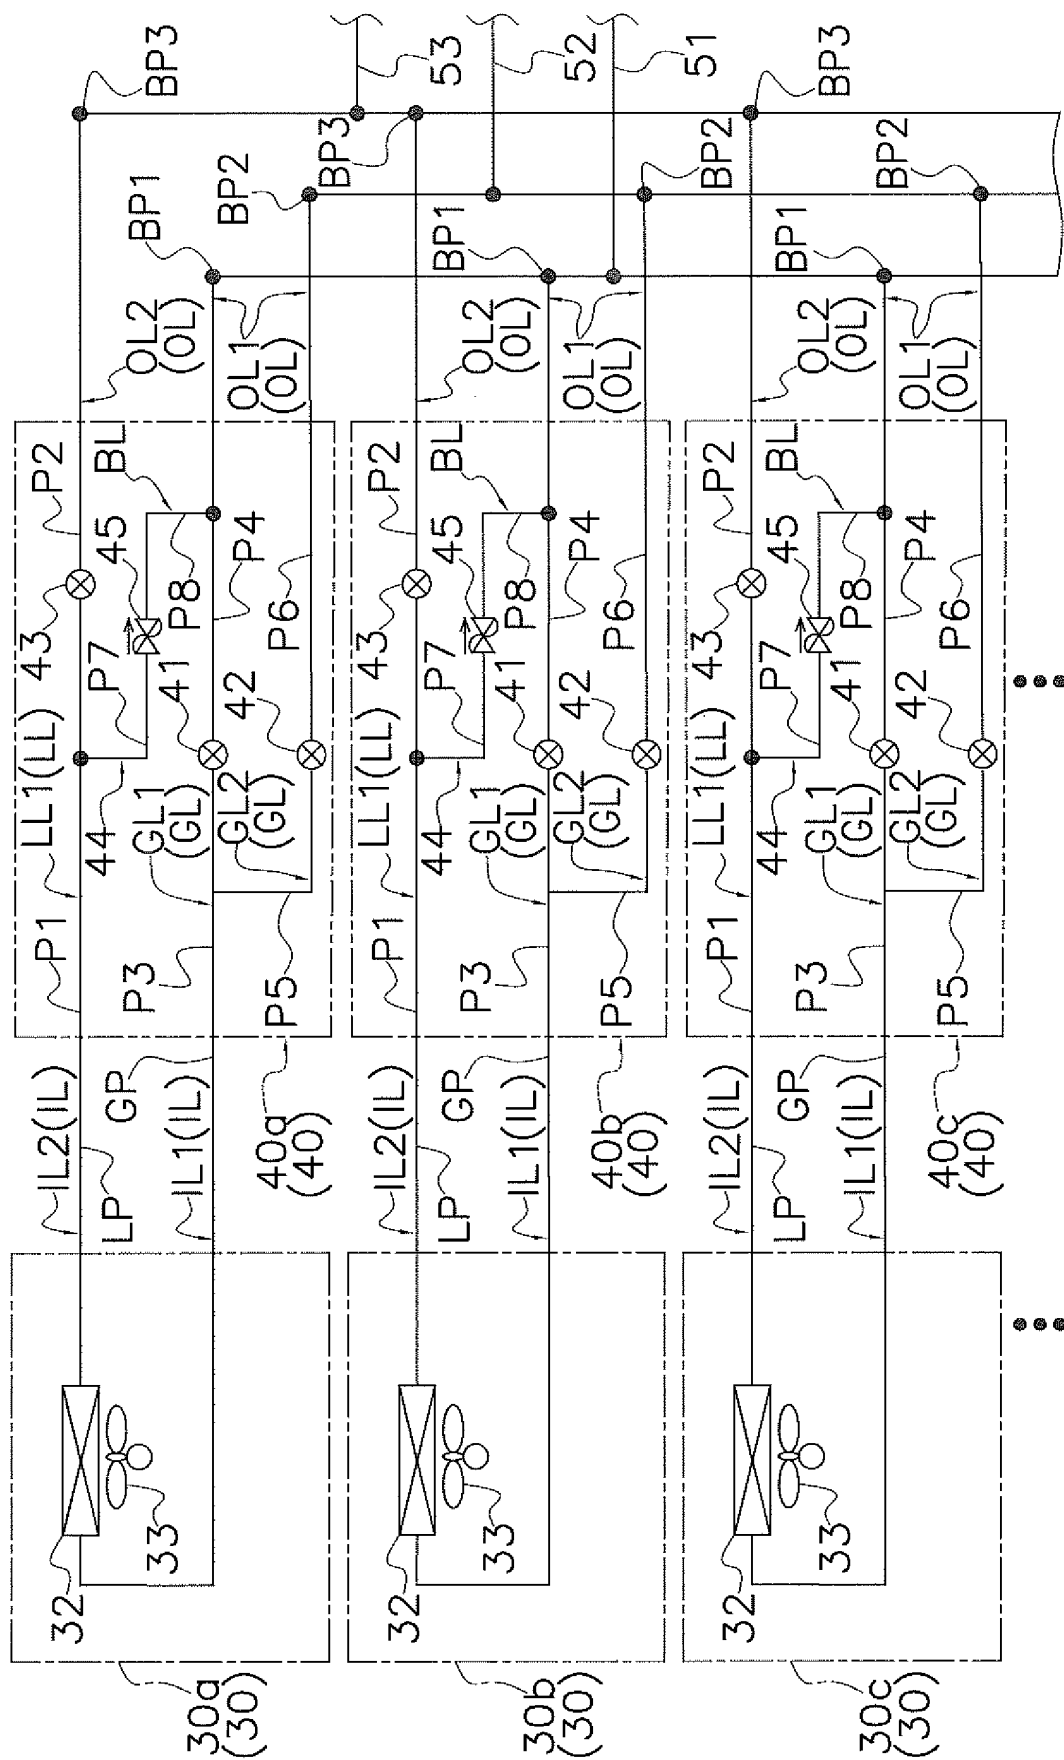 30a
(30)
32
33
IL2(IL)
LP
GP
IL1(IL)
40a
(40)
P1
LL1(LL)
43
P2
44
P7
45
BL
P3
GL1
(GL)
41
P8
P4
P5
GL2
(GL)
42
P6
OL2
(OL)
OL1
(OL)
BP1
BP2
BP3
53
52
51
30b
(30)
32
33
IL2(IL)
LP
GP
IL1(IL)
40b
(40)
P1
LL1(LL)
43
P2
44
P7
45
BL
P3
GL1
(GL)
41
P8
P4
P5
GL2
(GL)
42
P6
OL2
(OL)
OL1
(OL)
BP1
BP2
BP3
30c
(30)
32
33
IL2(IL)
LP
GP
IL1(IL)
40c
(40)
P1
LL1(LL)
43
P2
44
P7
45
BL
P3
GL1
(GL)
41
P8
P4
P5
GL2
(GL)
42
P6
OL2
(OL)
OL1
(OL)
BP1
BP2
BP3